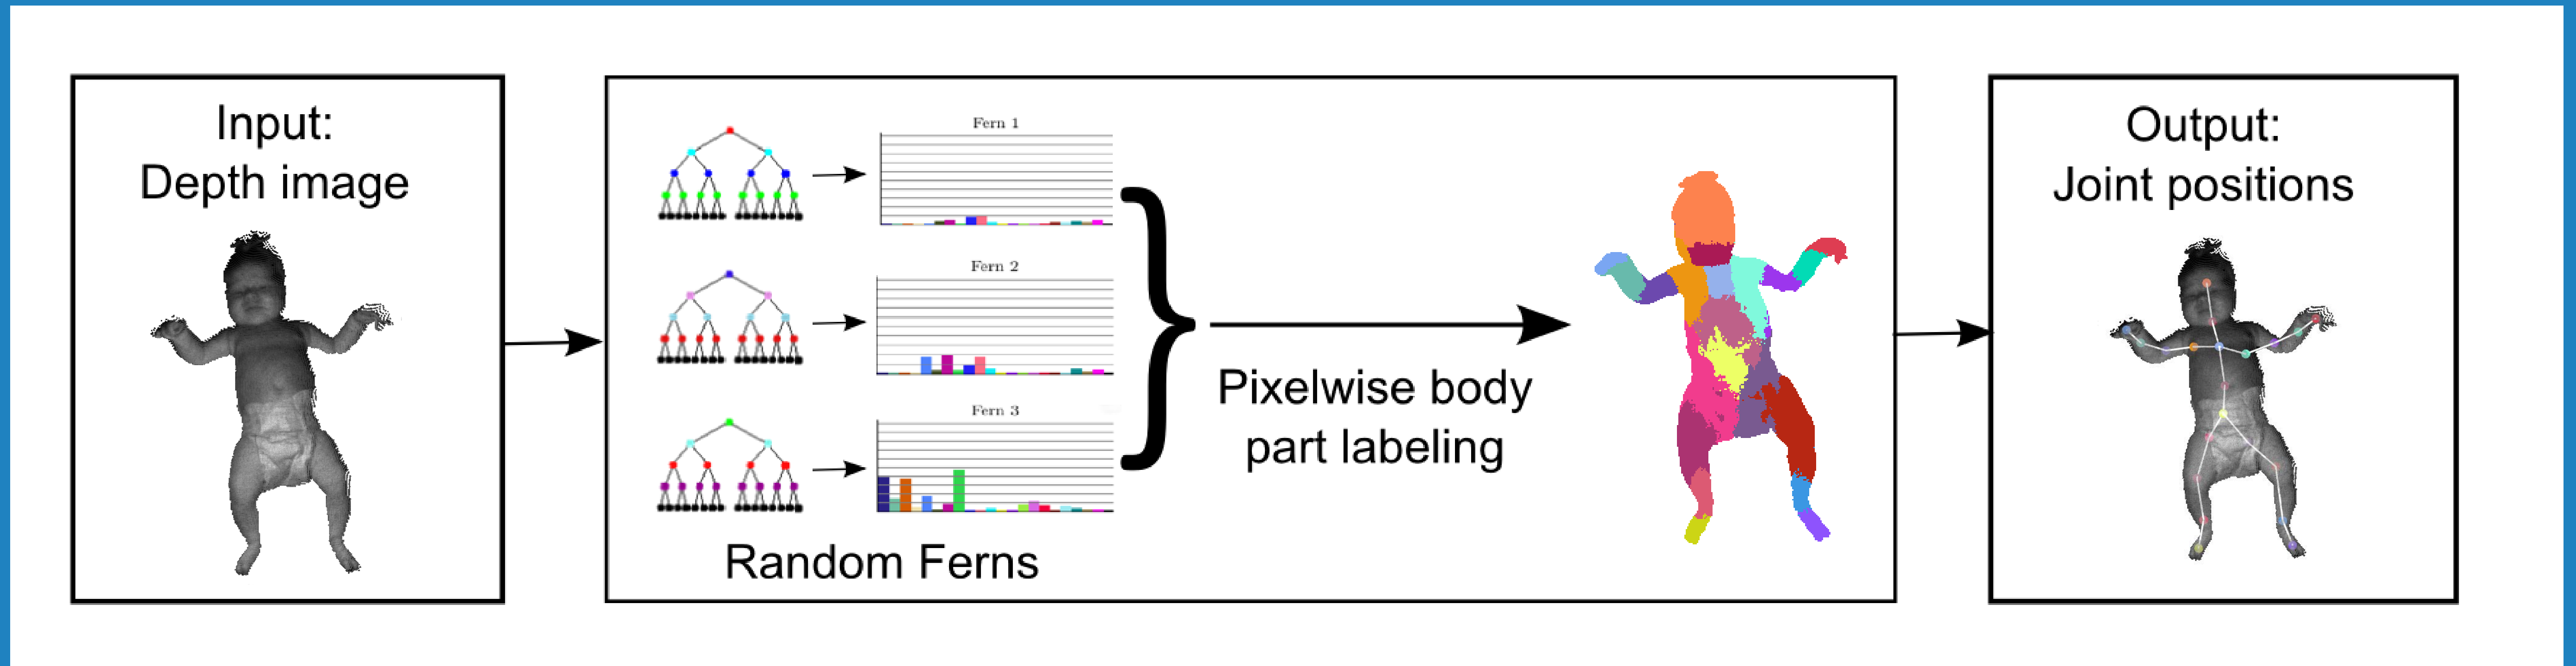 Input:
Depth image
Fern 1
Fern 2
Fern 3
Random Ferns
Pixelwise body
part labeling
Output:
Joint positions